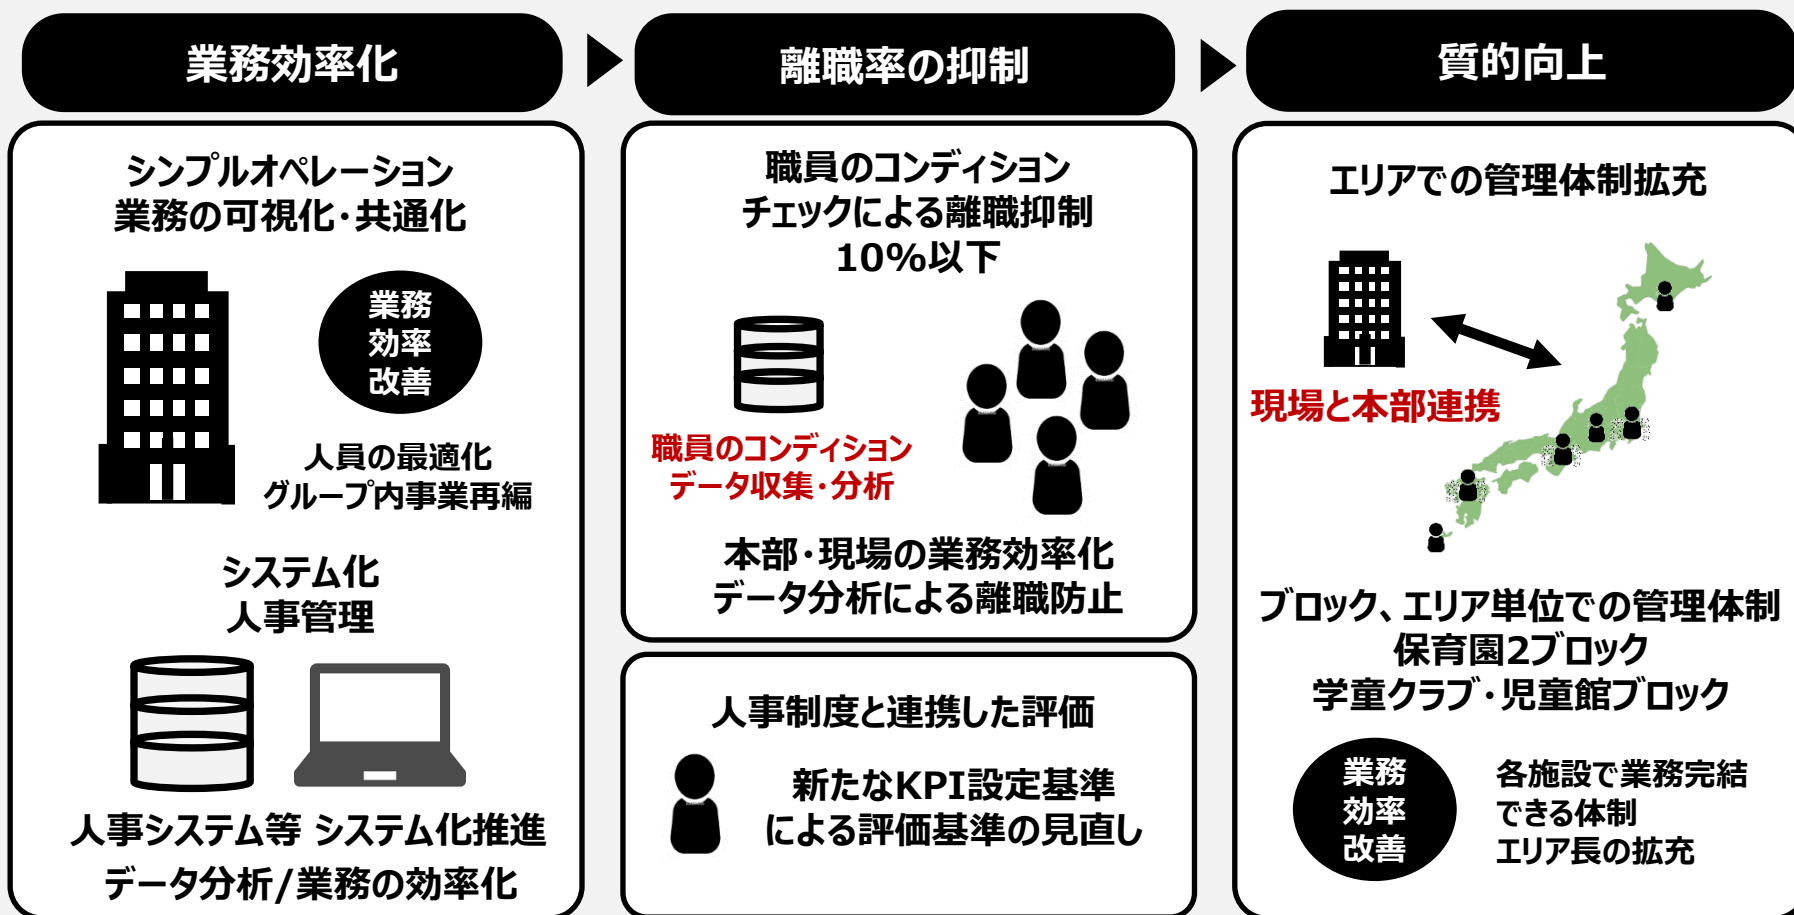 業務効率化
シンプルオペレーション
業務の可視化・共通化
業務
効率
改善
人員の最適化
グループ内事業再編
システム化
人事管理
人事システム等 システム化推進
データ分析/業務の効率化
離職率の抑制
職員のコンディション
チェックによる離職抑制
10%以下
職員のコンディション
データ収集・分析
本部・現場の業務効率化
データ分析による離職防止
人事制度と連携した評価
新たなKPI設定基準
による評価基準の見直し
質的向上
エリアでの管理体制拡充
現場と本部連携
ブロック、エリア単位での管理体制
保育園2ブロック
学童クラブ・児童館ブロック
業務
効率
改善
各施設で業務完結
できる体制
エリア長の拡充